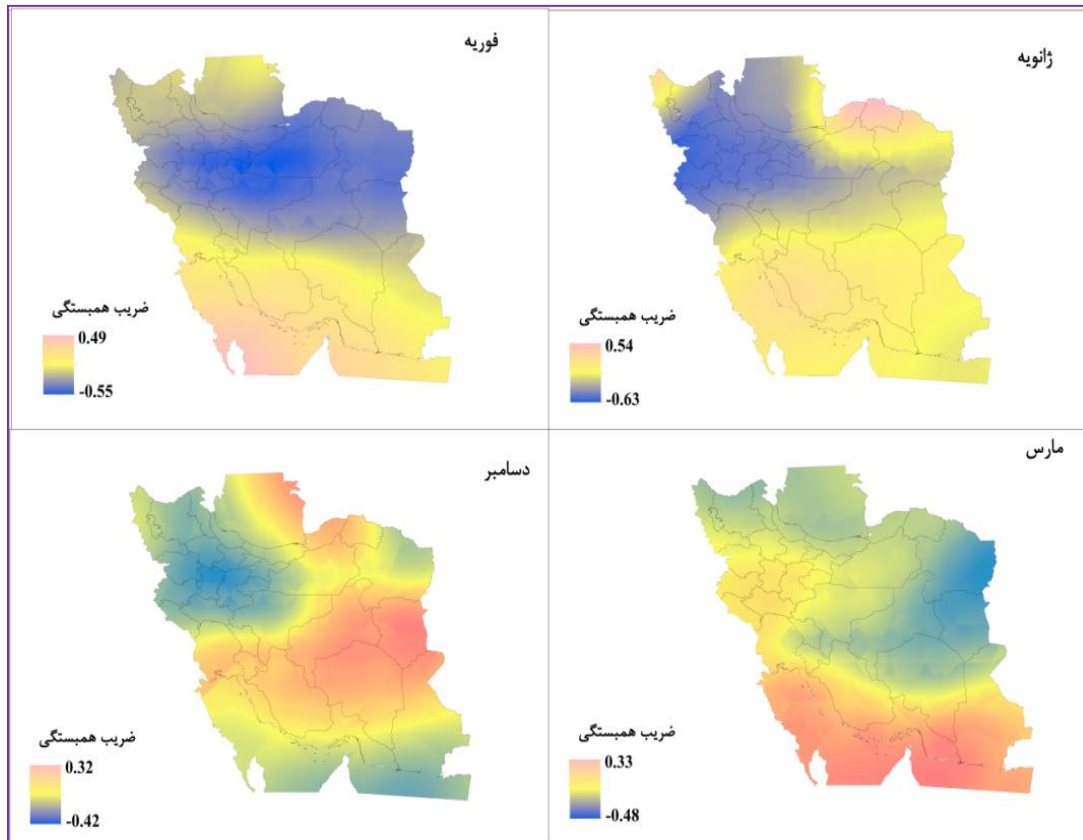 ژانویه
ضریب همبستگی
0.54
-0.63
فوریه
ضریب همبستگی
0.49
-0.55
مارس
ضریب همبستگی
0.33
-0.48
دسامبر
ضریب همبستگی
0.32
-0.42